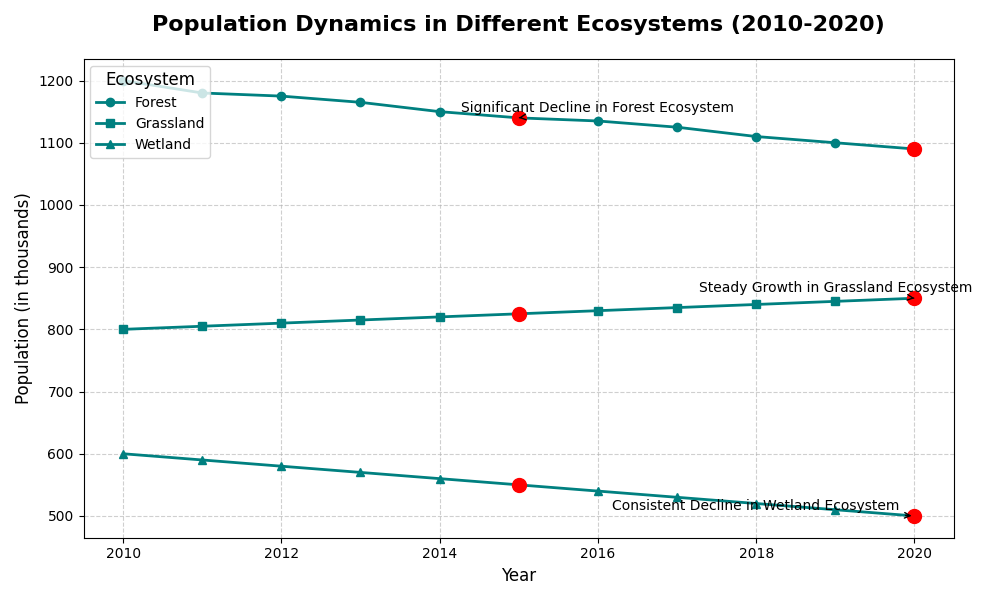 Population Dynamics in Different Ecosystems (2010-2020)
Ecosystem
Forest
Grassland
Wetland
Significant Decline in Forest Ecosystem
Steady Growth in Grassland Ecosystem
Consistent Decline in Wetland Ecosystem
Population (in thousands)
1200
1100
1000
900
800
700
600
500
2010
2012
2014
2016
2018
2020
Year